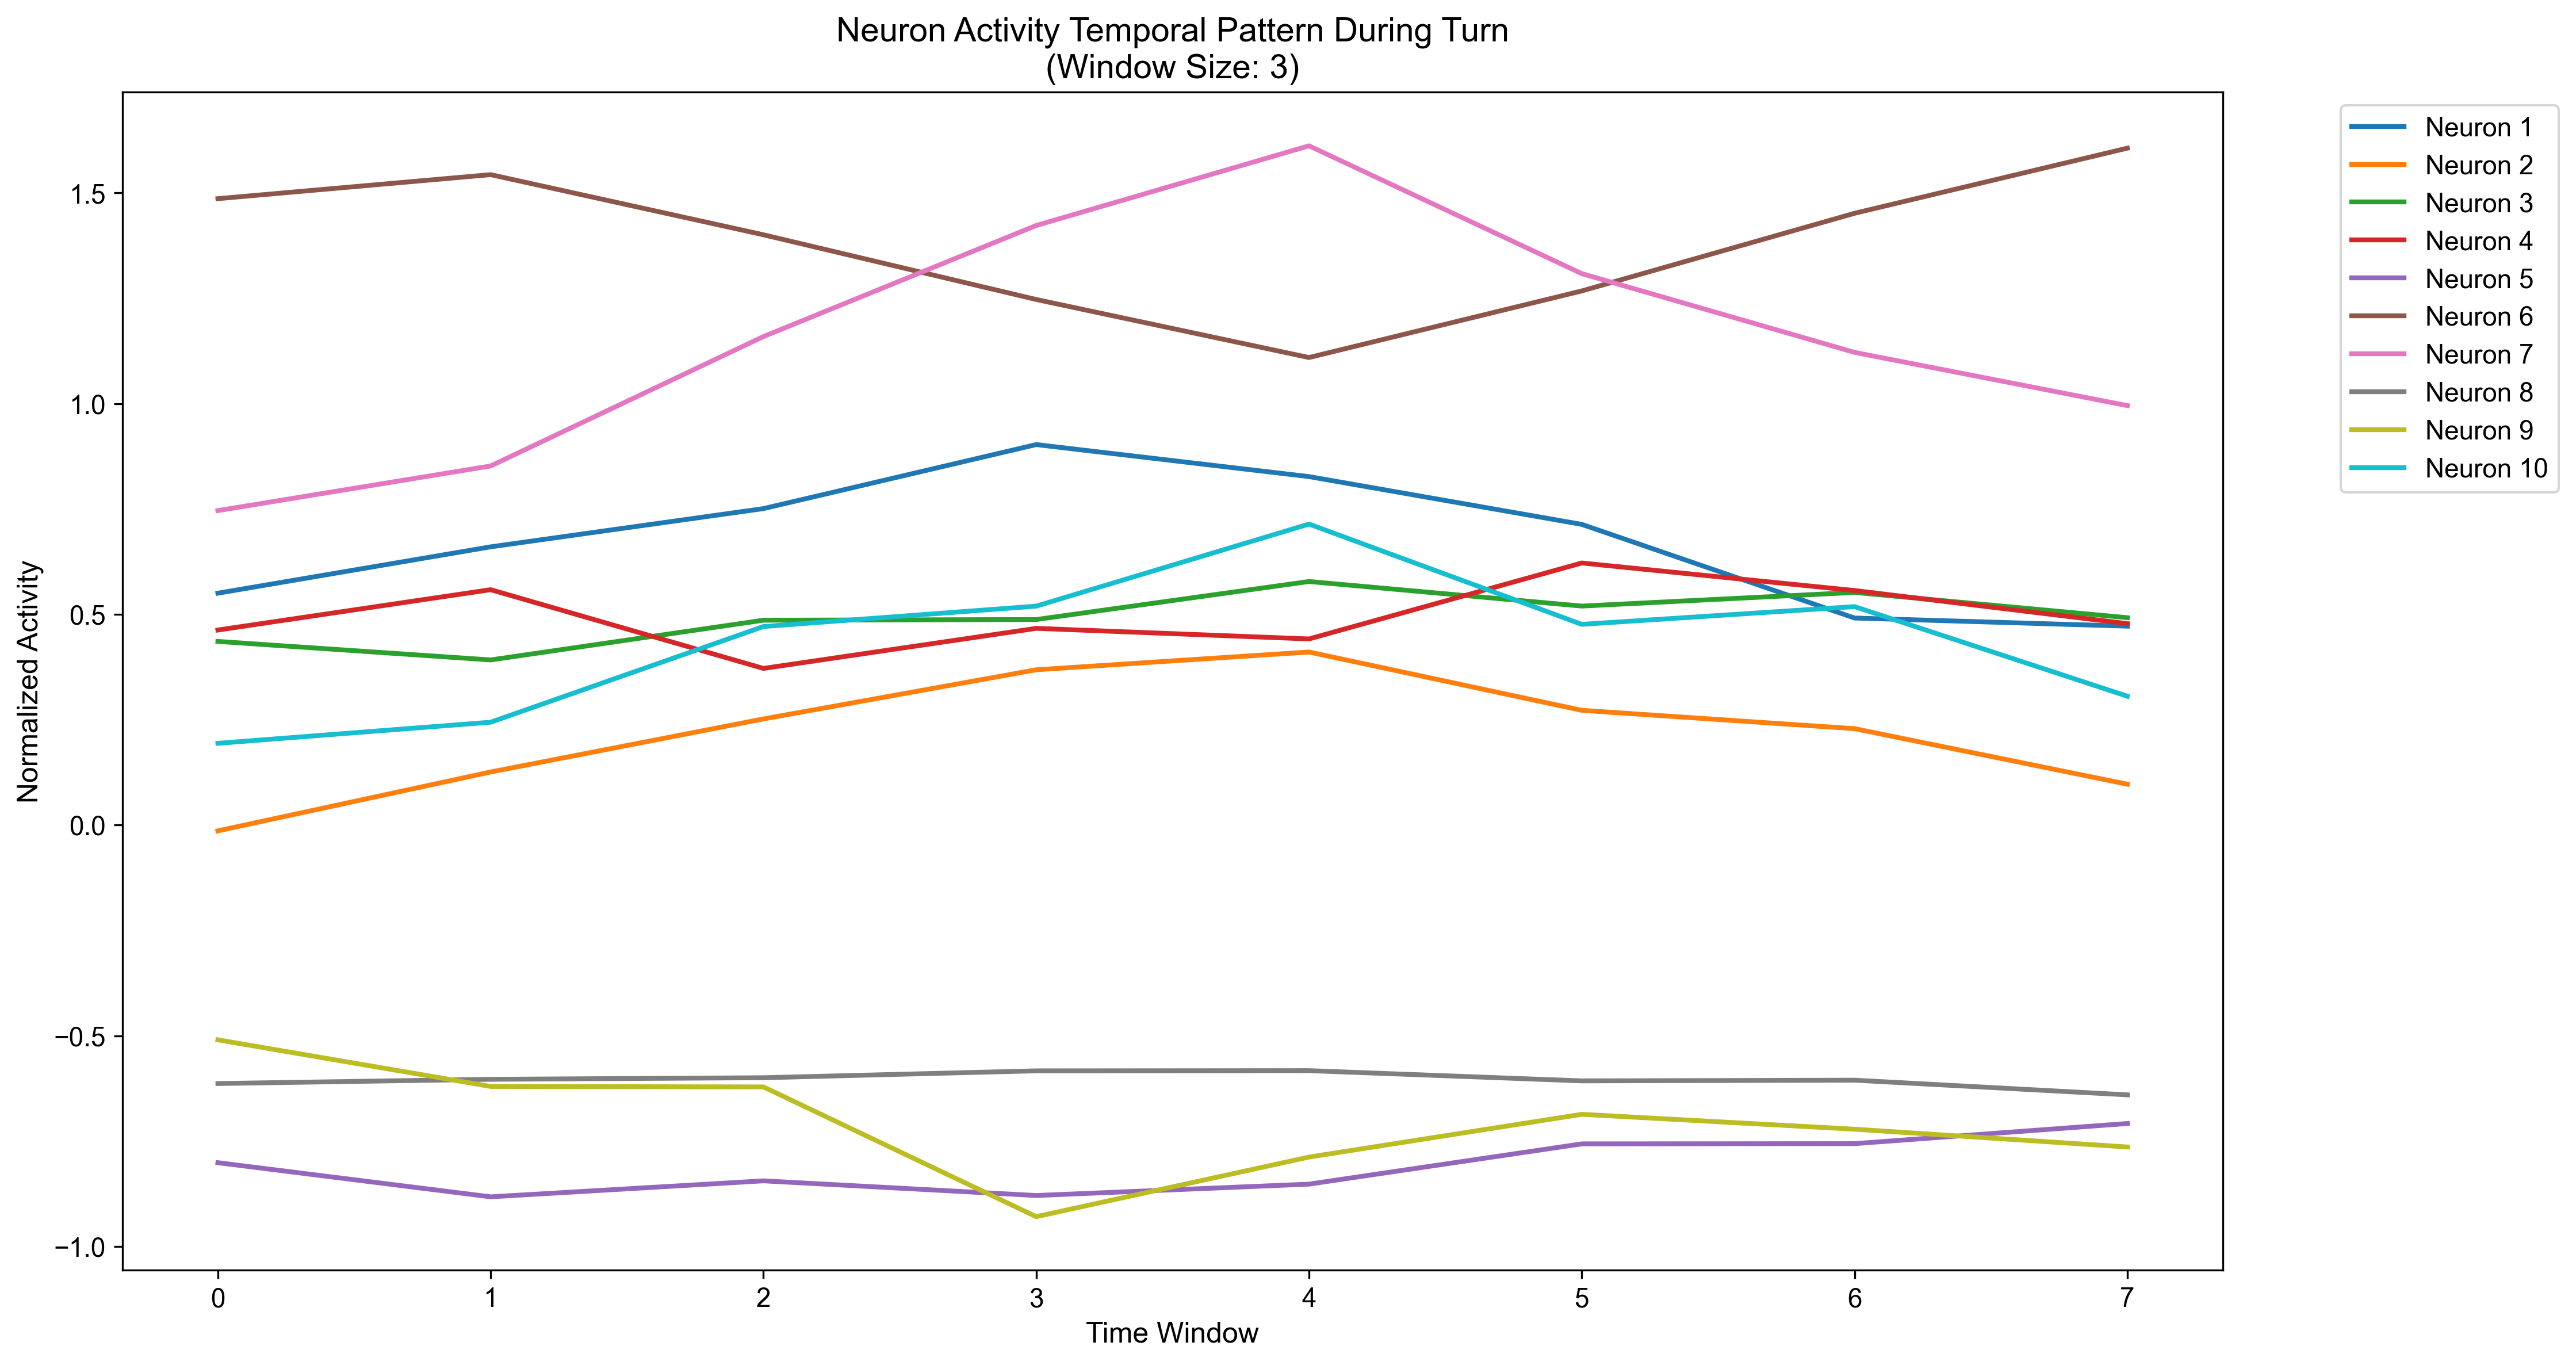 Neuron Activity Temporal Pattern During Turn
(Window Size: 3)
Normalized Activity
1.5
1.0
0.5
0.0
−0.5
−1.0
0 1 2 3 4 5 6 7
Time Window
Neuron 1
Neuron 2
Neuron 3
Neuron 4
Neuron 5
Neuron 6
Neuron 7
Neuron 8
Neuron 9
Neuron 10